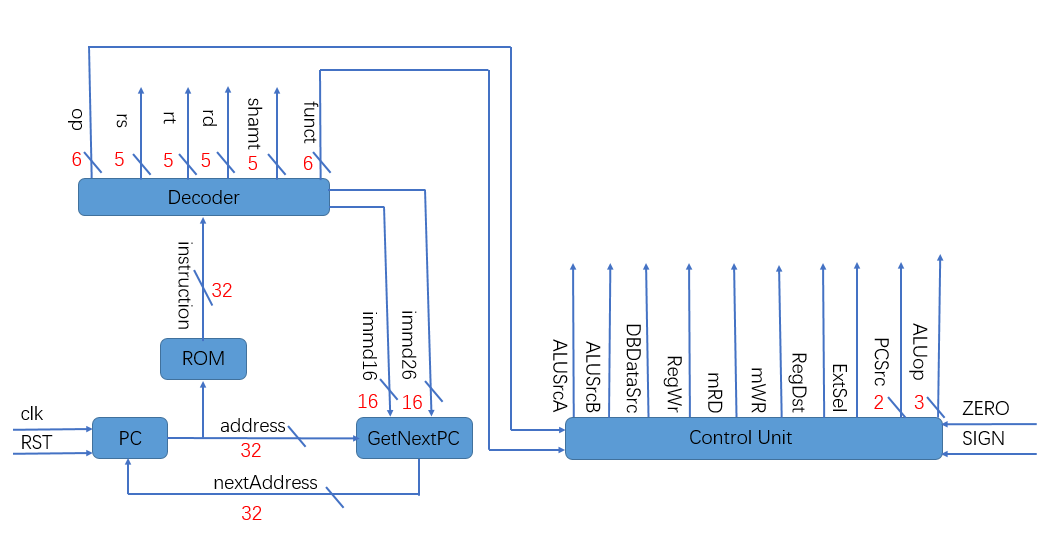 op
rs
rt
rd
shamt
funct
6
5
5
5
5
6
Decoder
instruction
32
immd16
immd26
16
16
ROM
clk
RST
PC
address
32
GetNextPC
nextAddress
32
ALUSrcA
ALUSrcB
DBDataSrc
RegWr
mRD
mWR
RegDst
ExtSel
PCSrc
ALUop
2
3
ZERO
SIGN
Control Unit